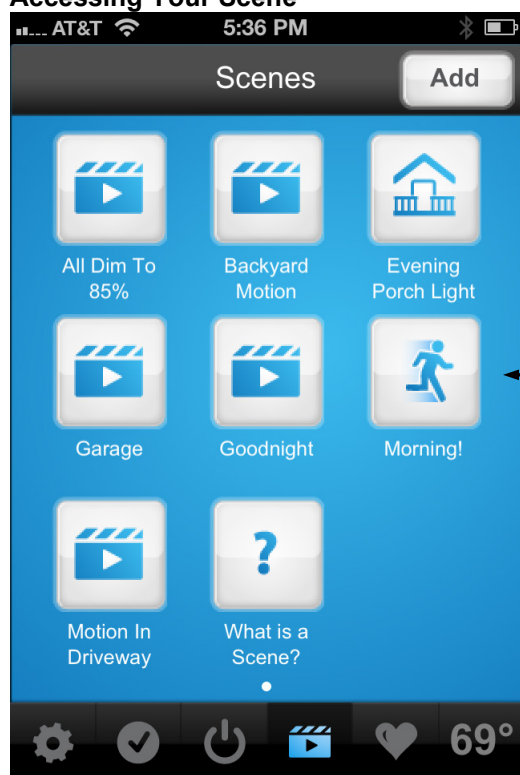 Accessing Your Scene
AT&T 5:36 PM
Scenes
Add
All Dim To
85%
Backyard
Motion
Evening
Porch Light
Garage
Goodnight
Morning!
Motion In
Driveway
?
What is a
Scene?
69°